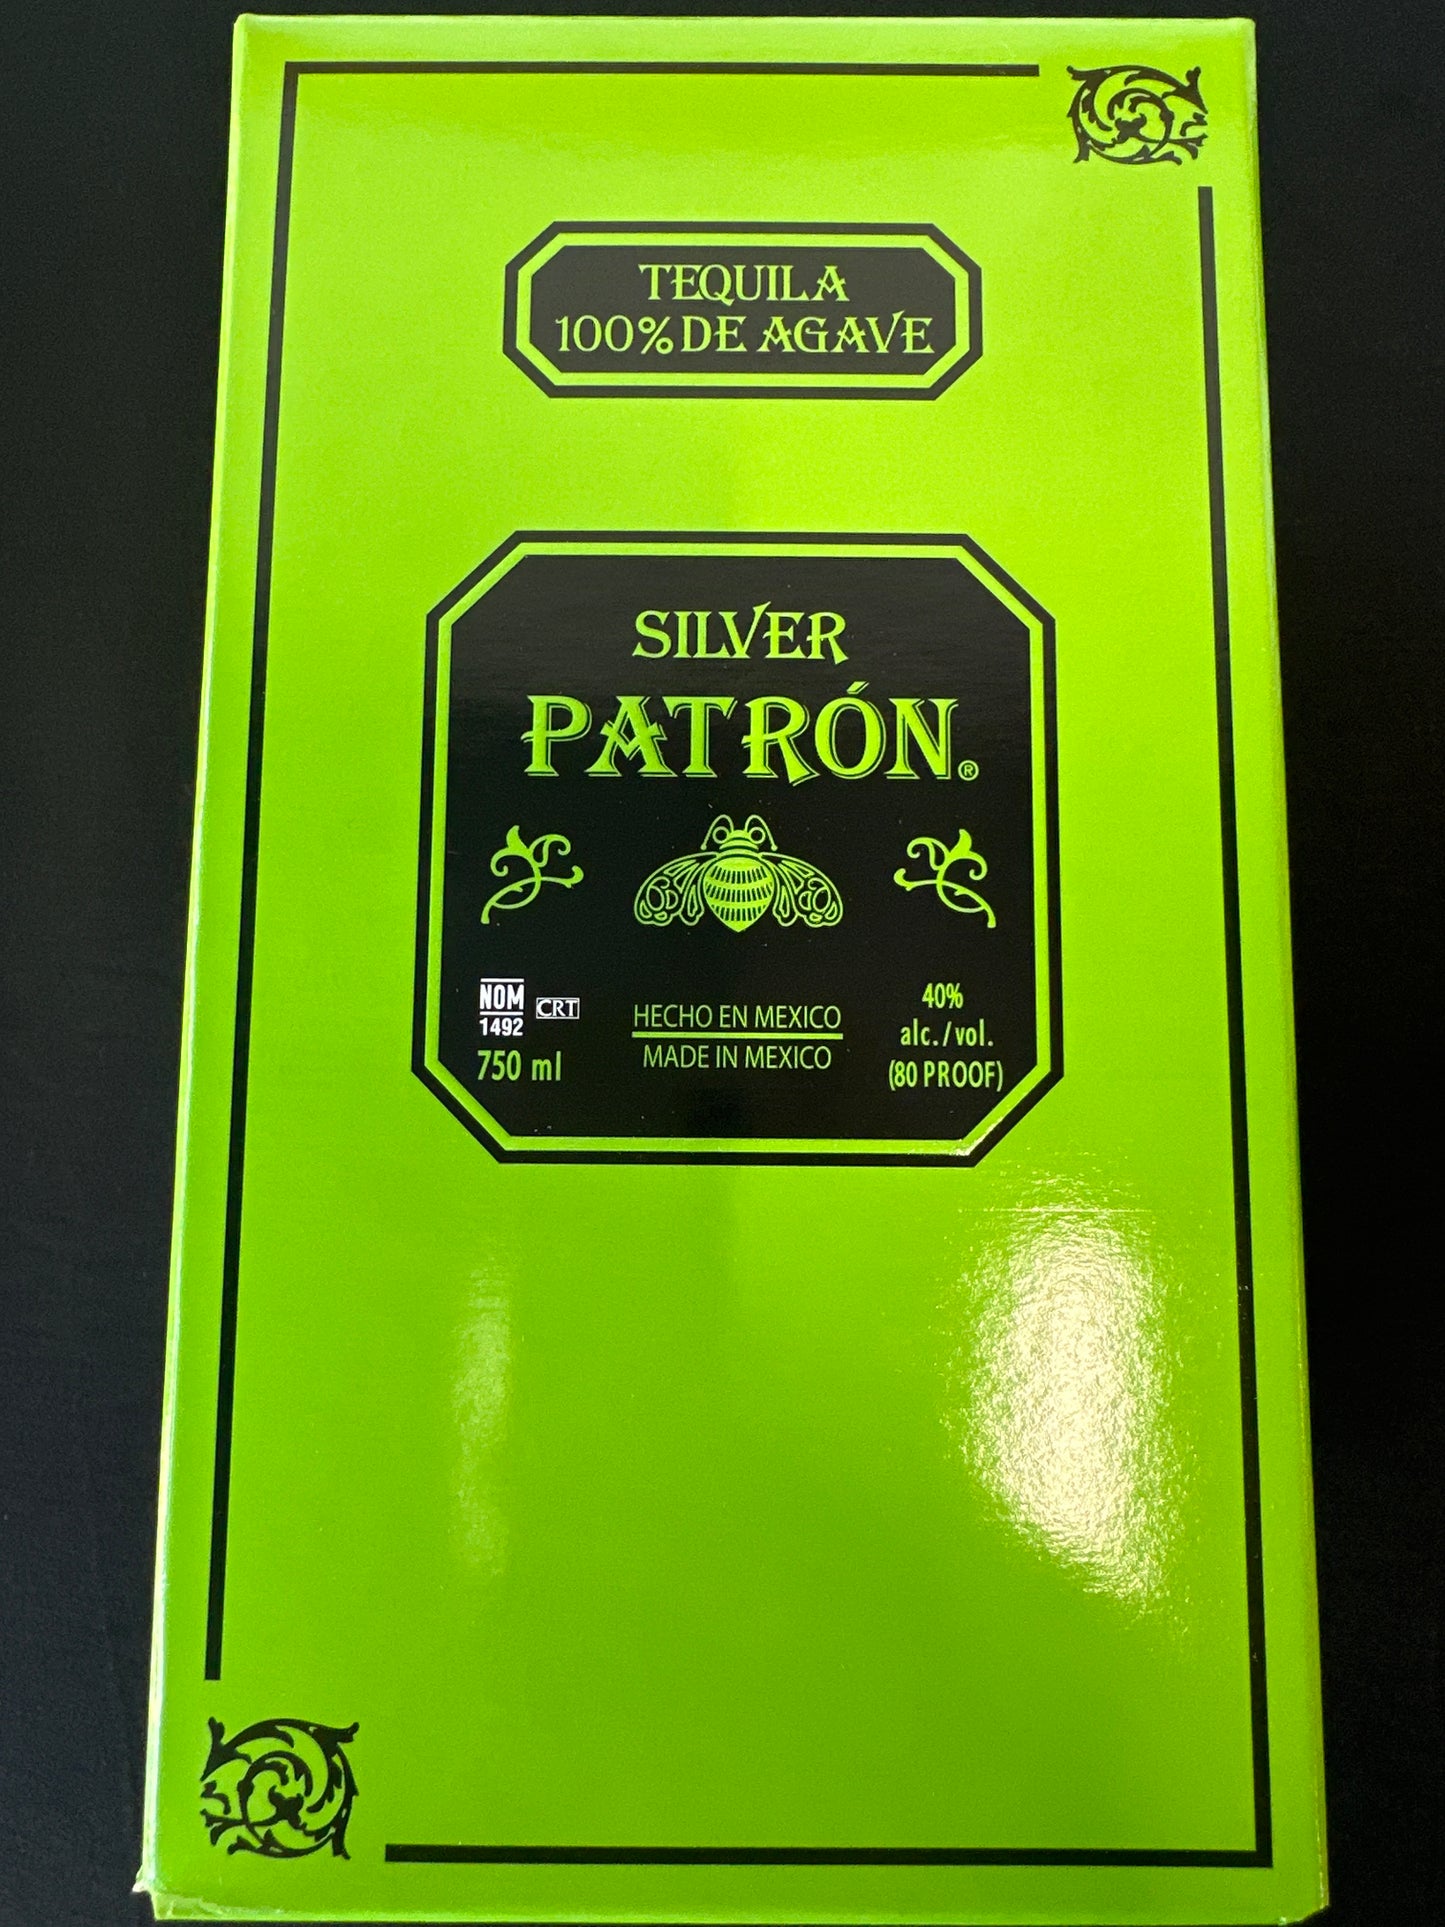 TEQUILA
100% DE AGAVE
SILVER
PATRÓN®
NOM
1492
CRT
750 ml
HECHO EN MEXICO
MADE IN MEXICO
40%
alc./vol.
(80 PROOF)